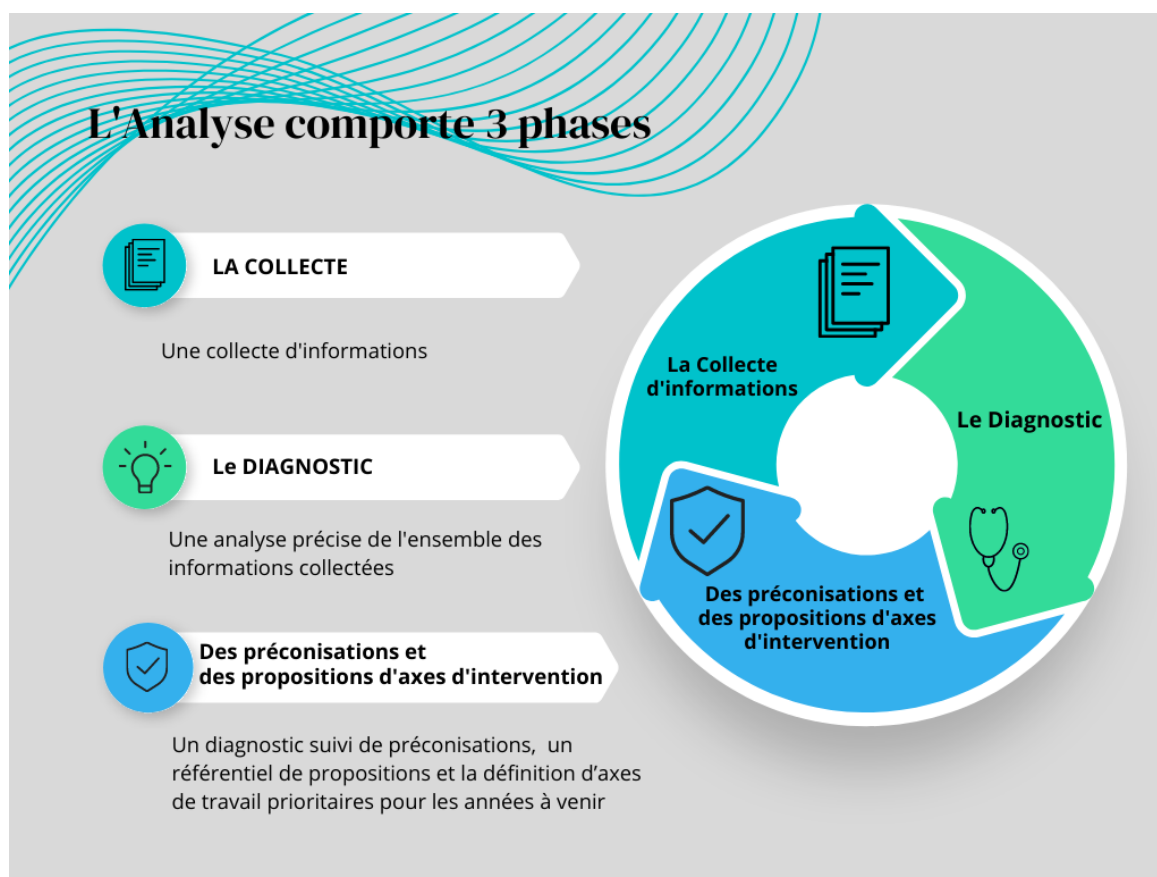 L'Analyse comporte 3 phases
LA COLLECTE
Une collecte d'informations
Le DIAGNOSTIC
Une analyse précise de l'ensemble des
informations collectées
Des préconisations et
des propositions d'axes d'intervention
Un diagnostic suivi de préconisations,  un
référentiel de propositions et la définition d’axes
de travail prioritaires pour les années à venir
La Collecte
d'informations
Le Diagnostic
Des préconisations et
des propositions d'axes
d'intervention